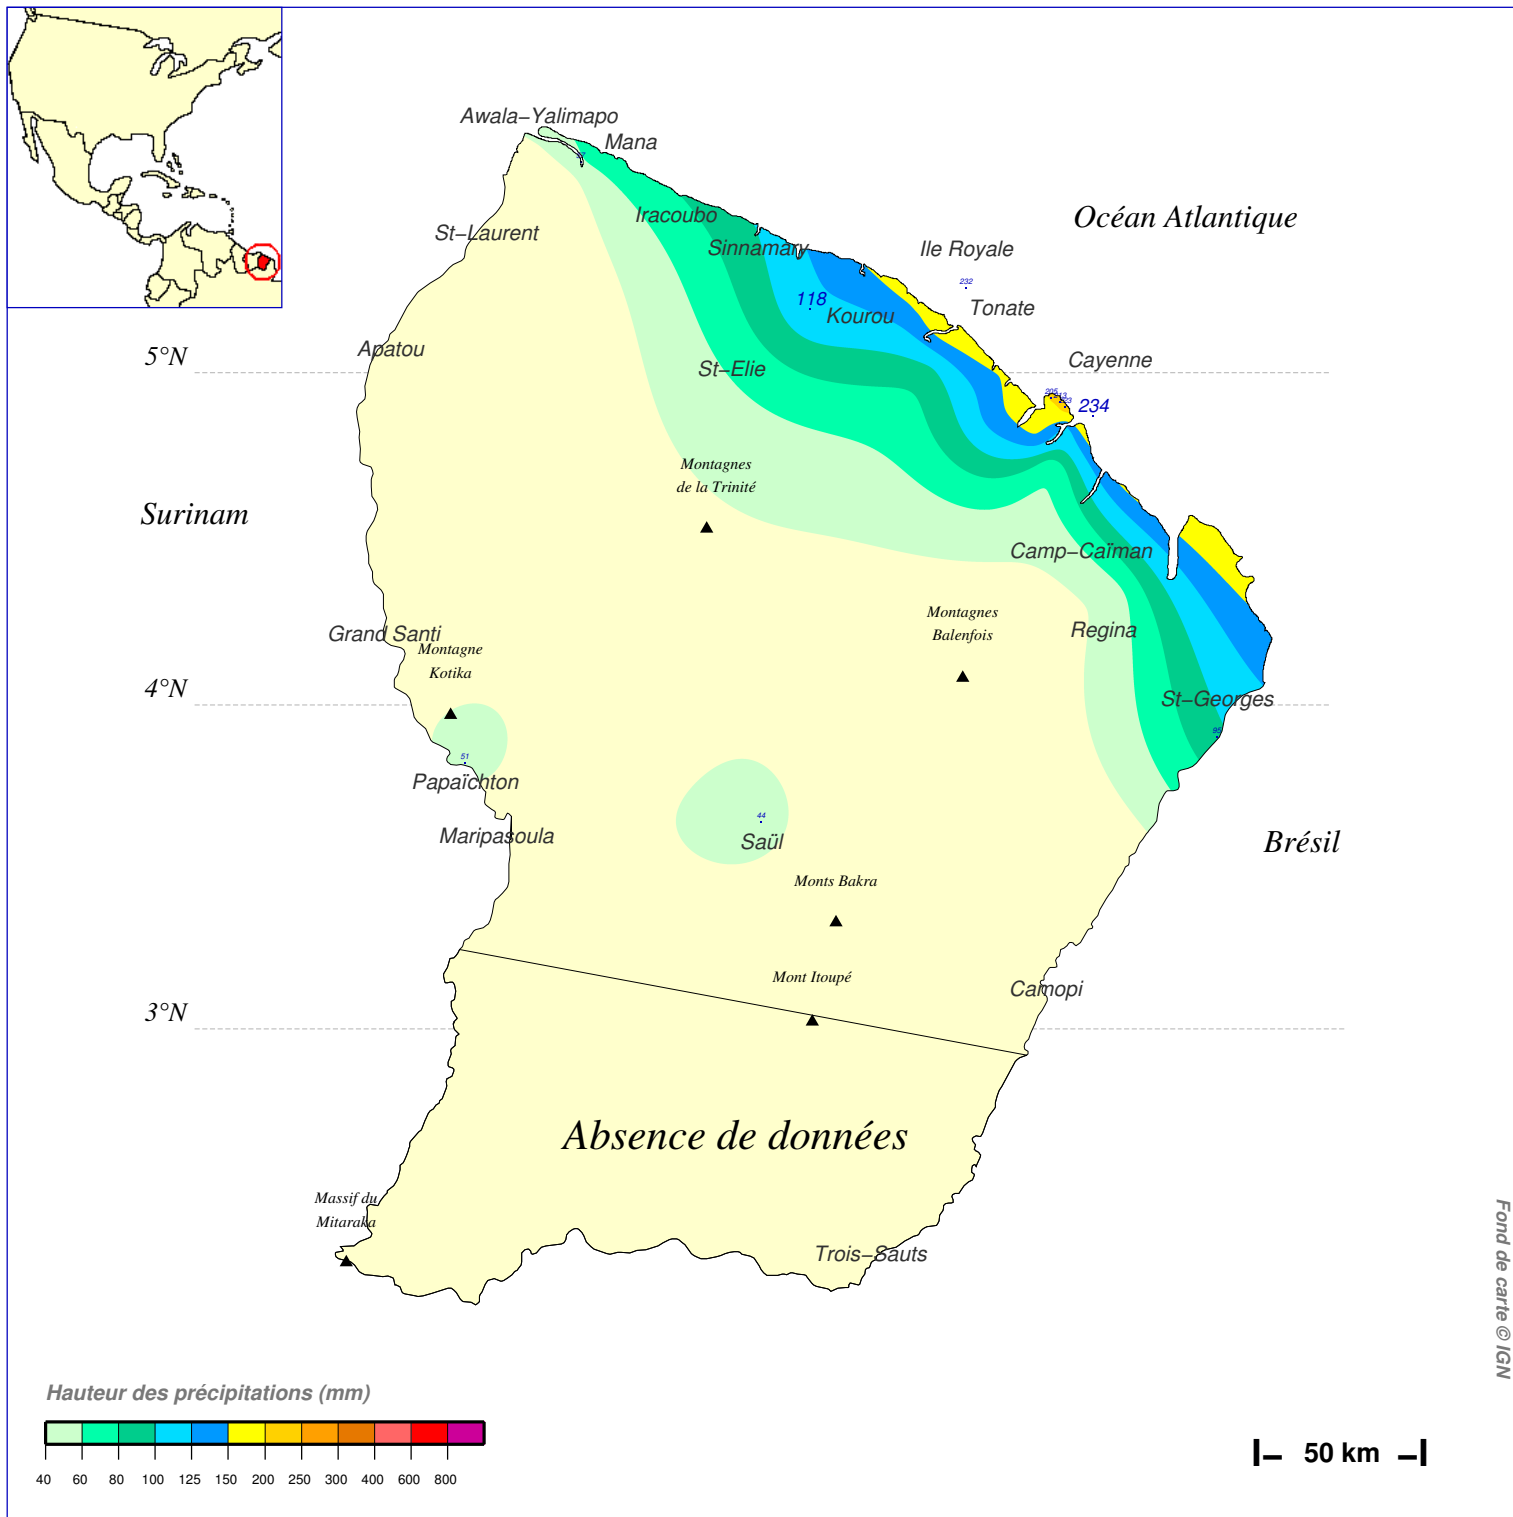 Awala−Yalimapo
Mana
Iracoubo
St−Laurent
Sinnamary
Océan Atlantique
Ile Royale
232
118
Kourou
Tonate
Apatou
5°N
St−Elie
Cayenne
205
223
234
Montagnes
de la Trinité
Surinam
Camp−Caïman
Montagnes
Balenfois
Regina
Grand Santi
Montagne
Kotika
4°N
St−Georges
95
51
Papaïchton
44
Saül
Maripasoula
Brésil
Monts Bakra
Mont Itoupé
Camopi
3°N
Absence de données
Massif du
Mitaraka
Trois−Sauts
Fond de carte © IGN
Hauteur des précipitations (mm)
40 60 80 100 125 150 200 250 300 400 600 800
50 km